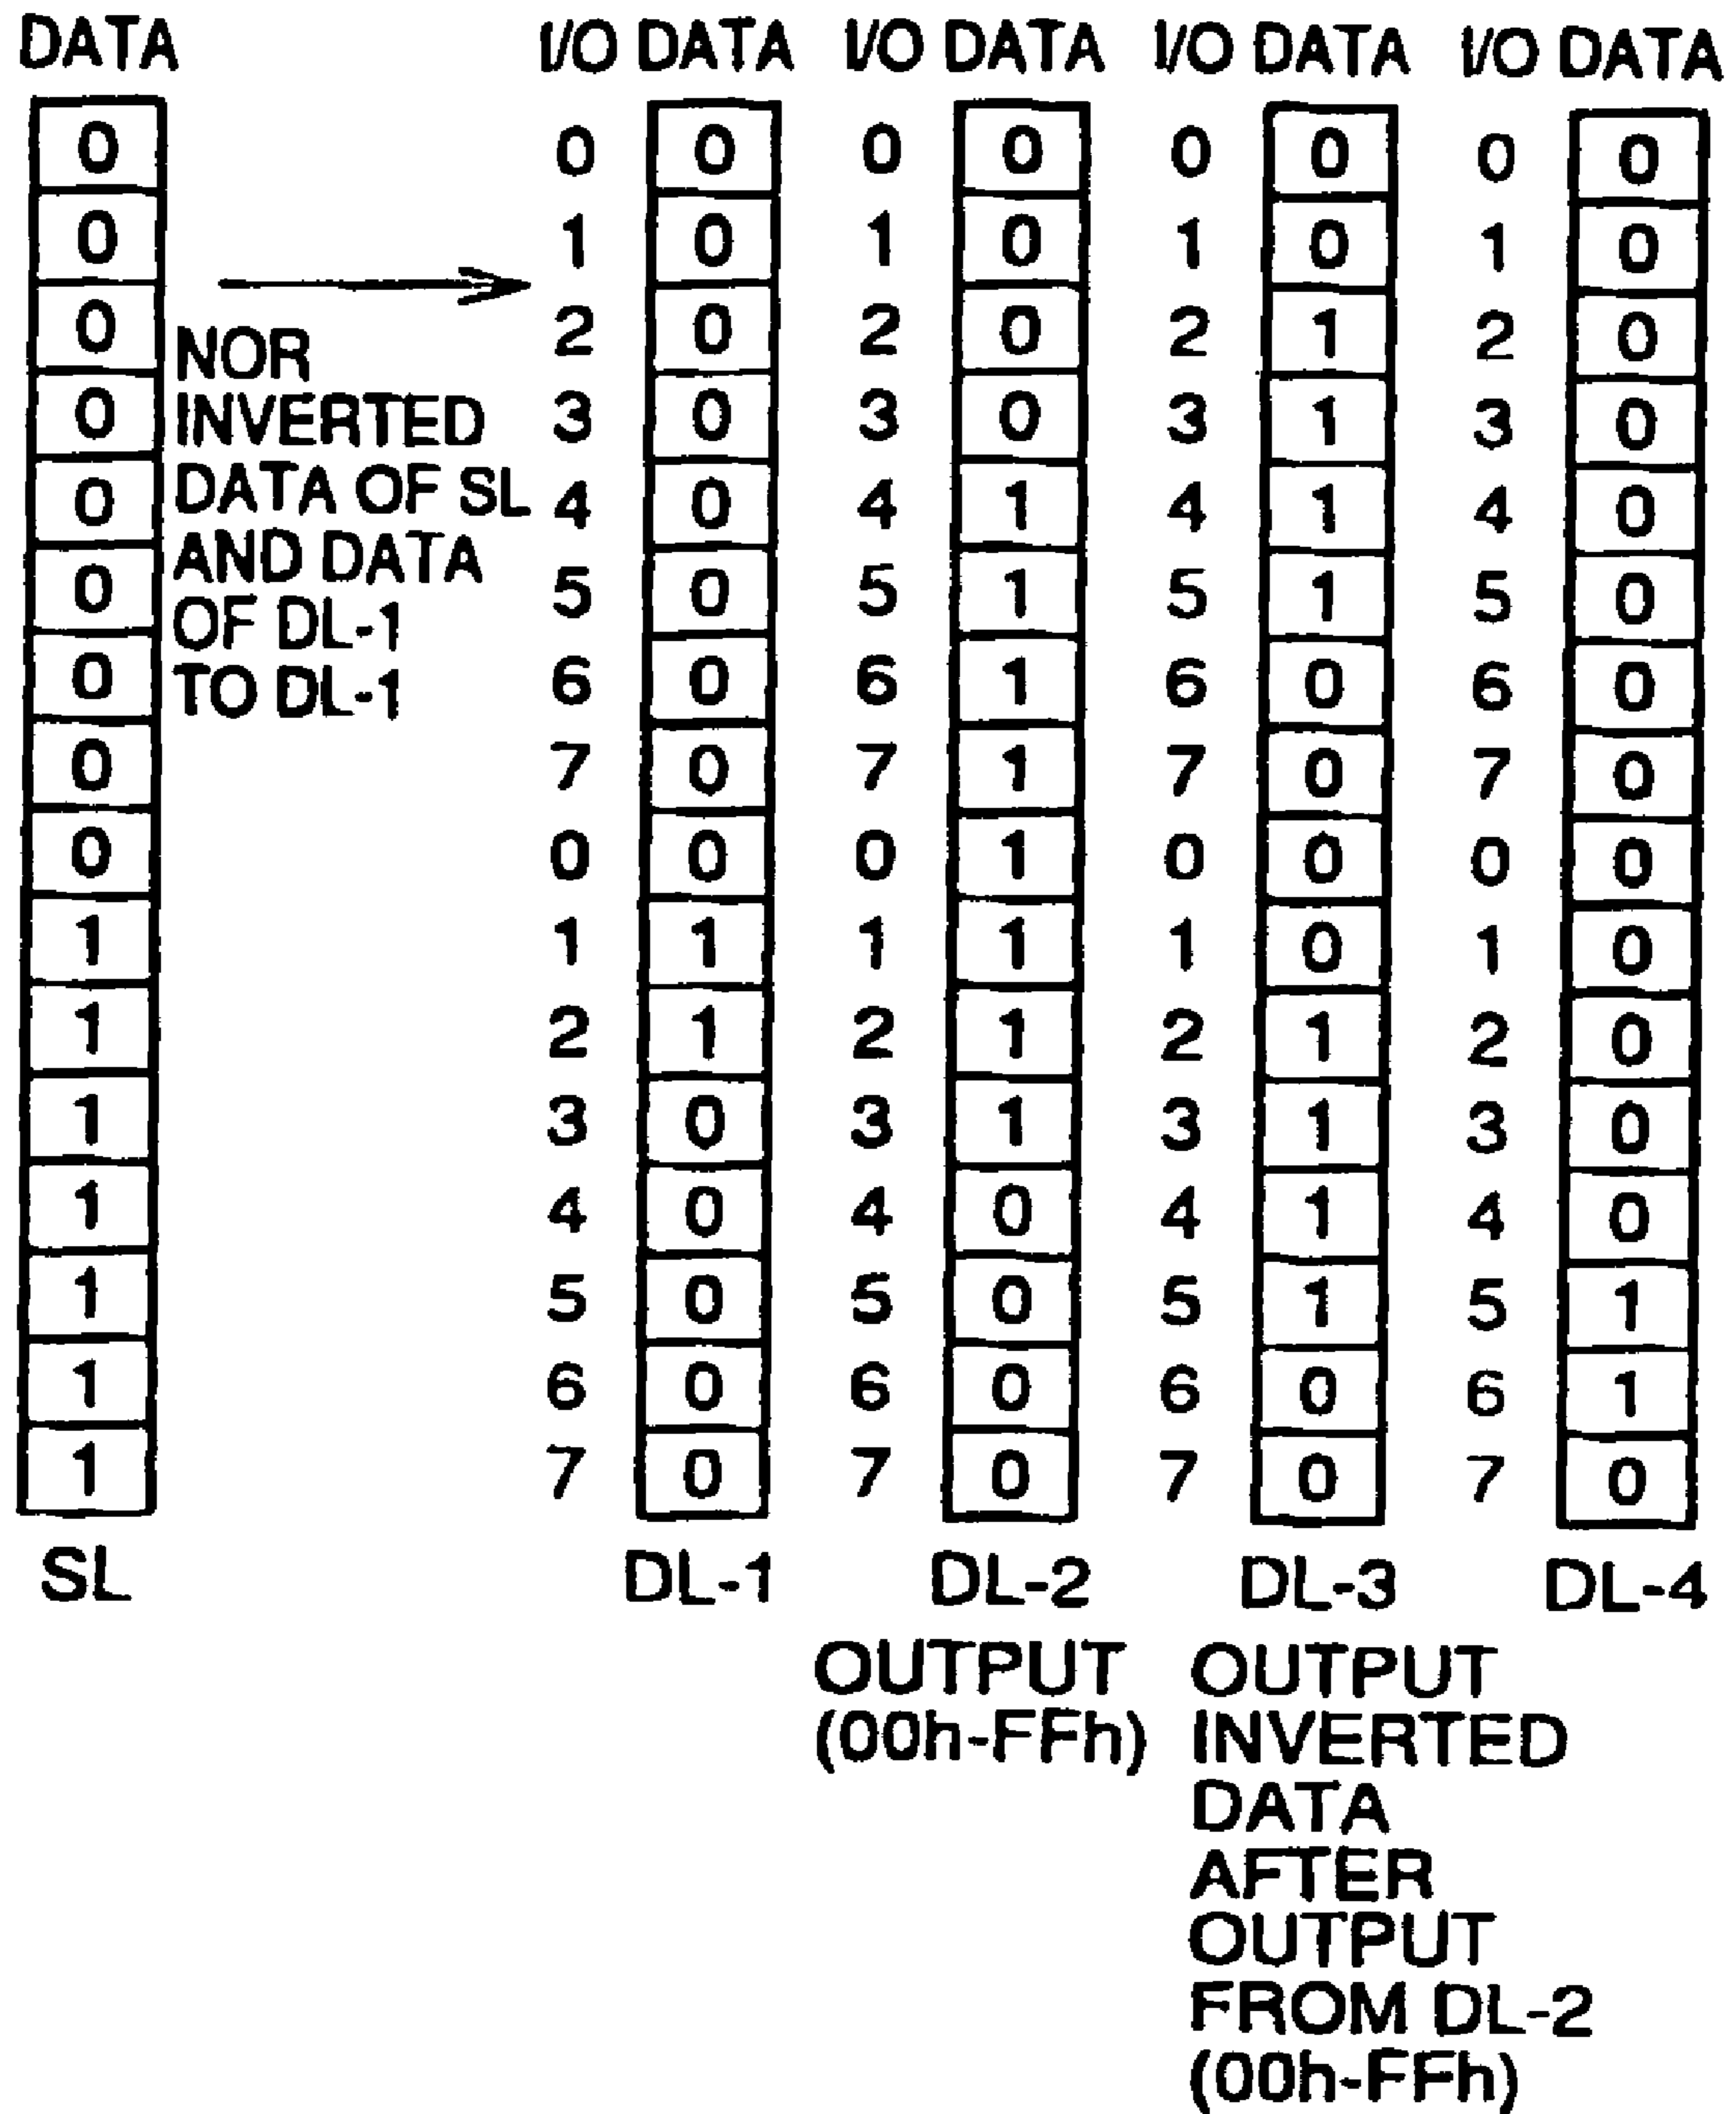 DATA I/O DATA I/O DATA I/O DATA I/O DATA
0 0 0 0 0 0 0 0 0
0 1 0 1 0 1 0 1 0
0 2 0 2 0 2 1 2 0
0 3 0 3 0 3 1 3 0
0 4 0 4 1 4 1 4 0
0 5 0 5 1 5 1 5 0
0 6 0 6 1 6 0 6 0
0 7 0 7 1 7 0 7 0
0 0 0 0 1 0 0 0 0
1 1 1 1 1 1 0 1 0
1 2 1 2 1 2 1 2 0
1 3 0 3 1 3 1 3 0
1 4 0 4 0 4 1 4 0
1 5 0 5 0 5 1 5 1
1 6 0 6 0 6 0 6 1
1 7 0 7 0 7 0 7 0
NOR
INVERTED
DATA OF SL
AND DATA
OF DL-1
TO DL-1
SL DL-1 DL-2 DL-3 DL-4
OUTPUT
(00h-FFh)
OUTPUT
INVERTED
DATA
AFTER
OUTPUT
FROM DL-2
(00h-FFh)